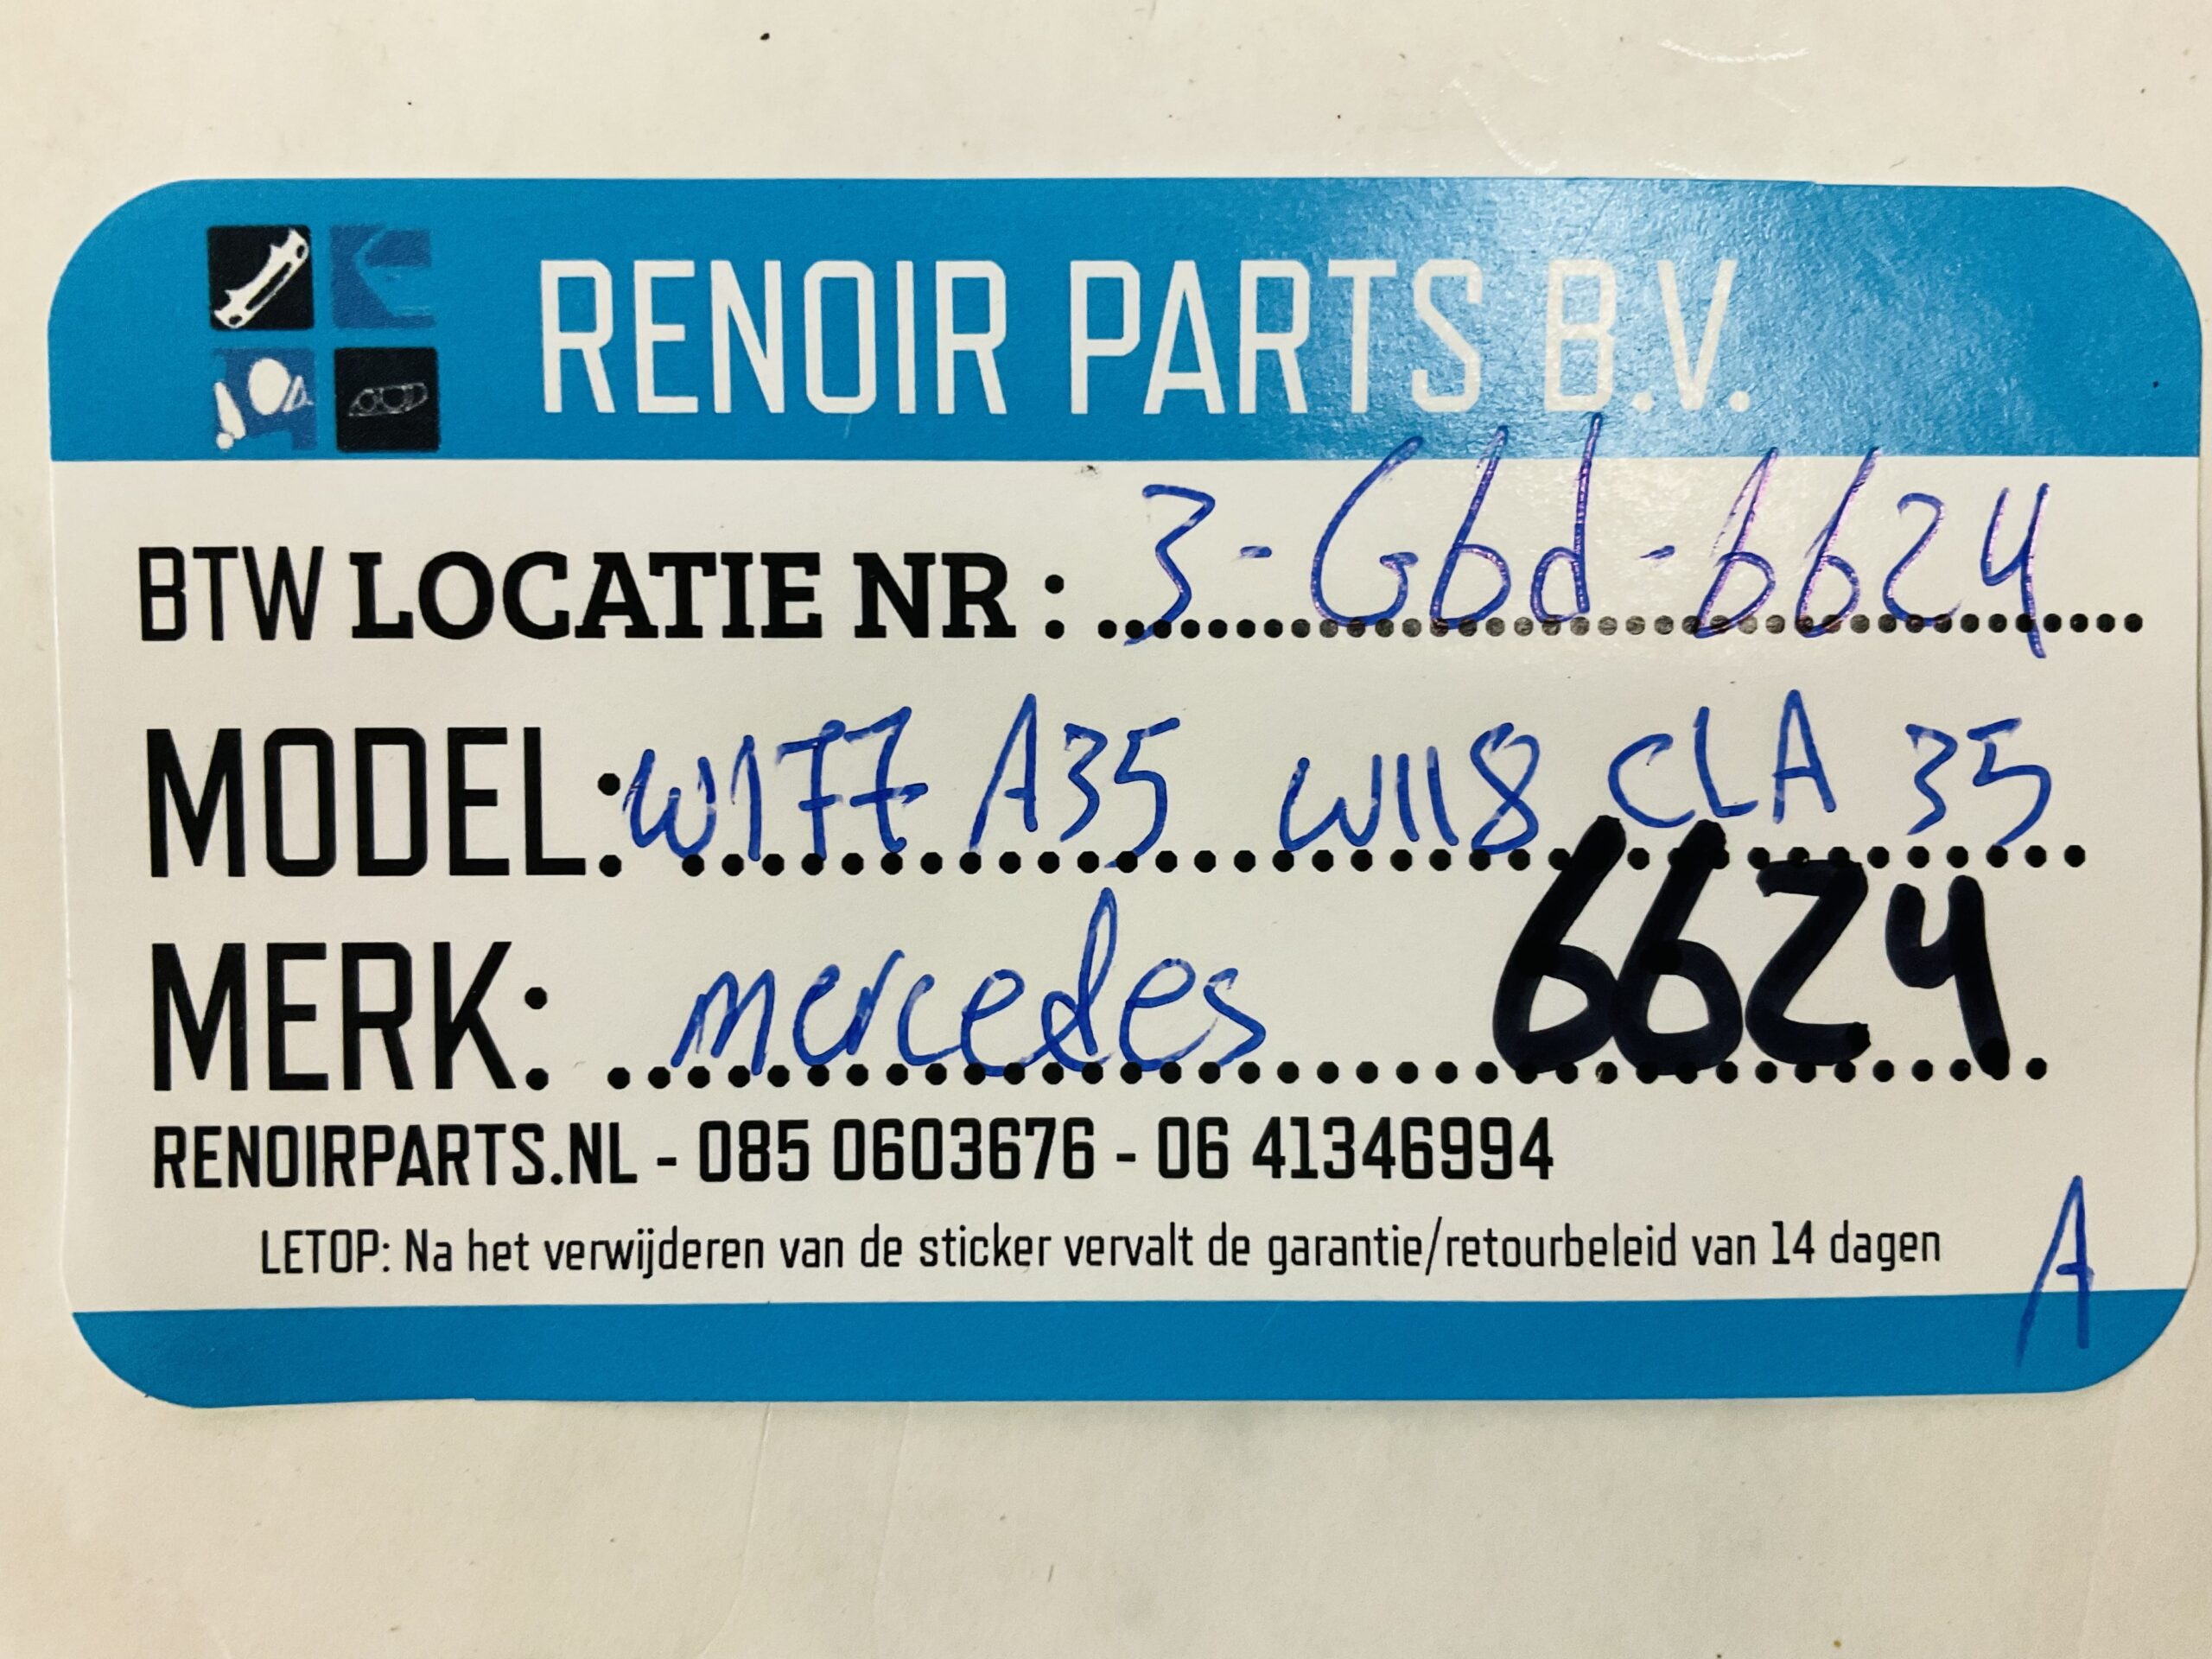 RENOIR PARTS B.V.
BTW LOCATIE NR : 3-Gbd-6624
MODEL: W177 A35 W118 CLA 35
MERK: mercedes 6624
RENOIRPARTS.NL - 085 0603676 - 06 41346994
LETOP: Na het verwijderen van de sticker vervalt de garantie/retourbeleid van 14 dagen
A